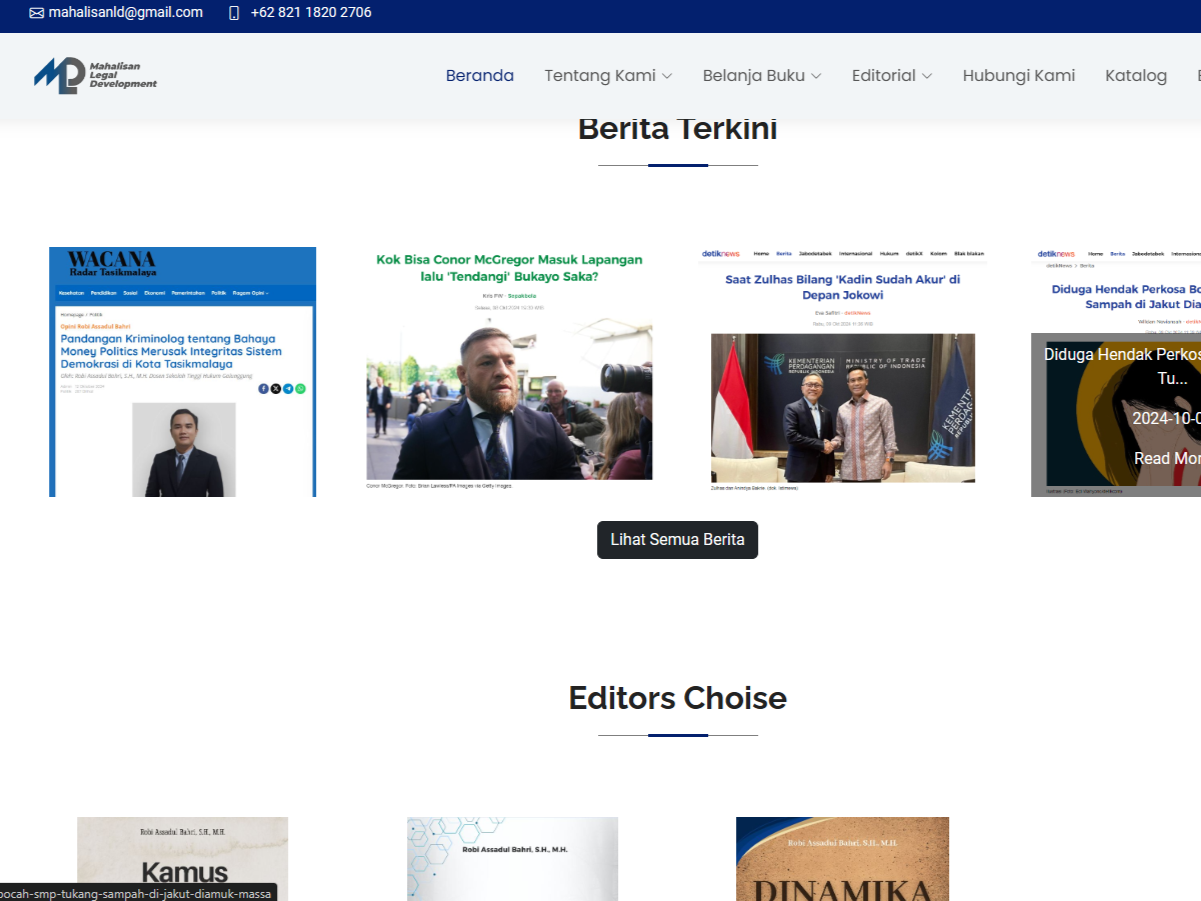 mahalisanld@gmail.com +62 821 1820 2706
Mahalisan
Legal
Development
Beranda Tentang Kami Belanja Buku Editorial Hubungi Kami Katalog
Berita Terkini
WACANA
Radar Tasikmalaya
Kesehatan Pendidikan Sosial Ekonomi Pemerintahan Politik Ragam Opini
Homepage / Politik
Opini Robi Assadul Bahri
Pandangan Kriminolog tentang Bahaya
Money Politics Merusak Integritas Sistem
Demokrasi di Kota Tasikmalaya
Kok Bisa Conor McGregor Masuk Lapangan
lalu 'Tendangi' Bukayo Saka?
Kris FW - Sepakbola
Conor McGregor. Foto: Brian Lawless/PA Images via Getty Images
detiknews Home Berita Jabodetabek Internasional Hukum detikX Kolom Blak blakan
Saat Zulhas Bilang 'Kadin Sudah Akur' di
Depan Jokowi
Eva Safitri - detikNews
KEMENTERIAN
PERDAGANGAN
REPUBLIK INDONESIA
MINISTRY OF TRADE
REPUBLIC OF INDONESIA
detiknews Home Berita Jabodetabek
detikNews > Berita
Diduga Hendak Perkosa Bo
Sampah di Jakut Dia
Diduga Hendak Perkos
Tu...
2024-10-0
Read Mor
Lihat Semua Berita
Editors Choise
Robi Assadul Bahri, S.H., M.H.
Kamus
Robi Assadul Bahri, S.H., M.H.
Robi Assadul Bahri, S.H., M.H.
DINAMIKA
bocah-smp-tukang-sampah-di-jakut-diamuk-massa